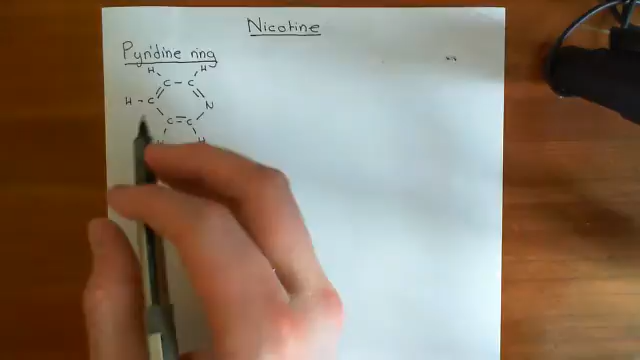 Nicotine
Pyridine ring
H H
C - C
H - C N
C = C
H H